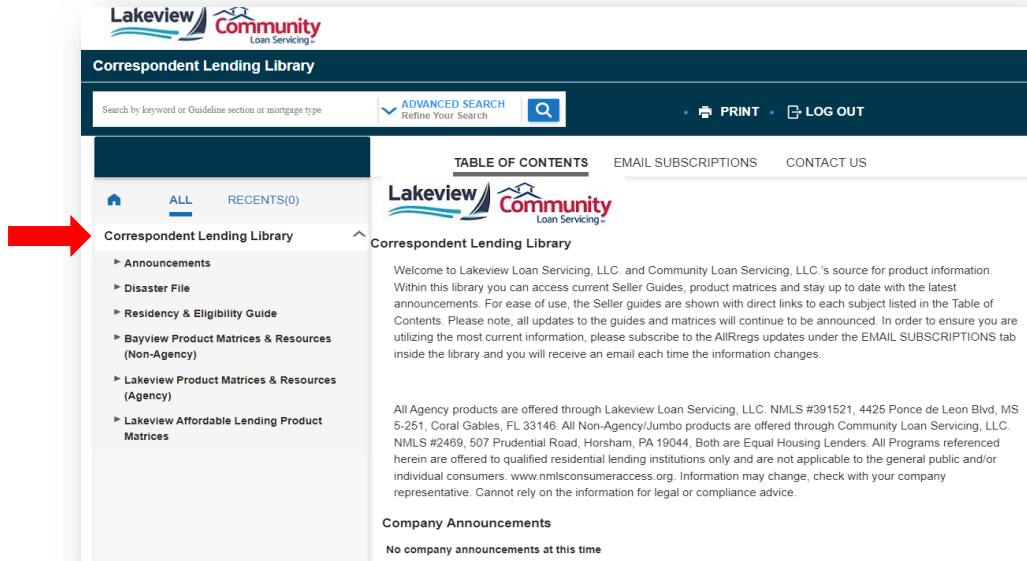 Lakeview Community
Loan Servicing
Correspondent Lending Library
Search by keyword or Guideline section or mortgage type
ADVANCED SEARCH
Refine Your Search
PRINT
LOG OUT
TABLE OF CONTENTS EMAIL SUBSCRIPTIONS CONTACT US
ALL RECENTS(0)
Correspondent Lending Library
Announcements
Disaster File
Residency & Eligibility Guide
Bayview Product Matrices & Resources
(Non-Agency)
Lakeview Product Matrices & Resources
(Agency)
Lakeview Affordable Lending Product
Matrices
Lakeview Community
Loan Servicing
Correspondent Lending Library
Welcome to Lakeview Loan Servicing, LLC. and Community Loan Servicing, LLC.'s source for product information.
Within this library you can access current Seller Guides, product matrices and stay up to date with the latest
announcements. For ease of use, the Seller guides are shown with direct links to each subject listed in the Table of
Contents. Please note, all updates to the guides and matrices will continue to be announced. In order to ensure you are
utilizing the most current information, please subscribe to the AllRregs updates under the EMAIL SUBSCRIPTIONS tab
inside the library and you will receive an email each time the information changes.
All Agency products are offered through Lakeview Loan Servicing, LLC. NMLS #391521, 4425 Ponce de Leon Blvd, MS
5-251, Coral Gables, FL 33146. All Non-Agency/Jumbo products are offered through Community Loan Servicing, LLC.
NMLS #2469, 507 Prudential Road, Horsham, PA 19044, Both are Equal Housing Lenders. All Programs referenced
herein are offered to qualified residential lending institutions only and are not applicable to the general public and/or
individual consumers. www.nmlsconsumeraccess.org. Information may change, check with your company
representative. Cannot rely on the information for legal or compliance advice.
Company Announcements
No company announcements at this time